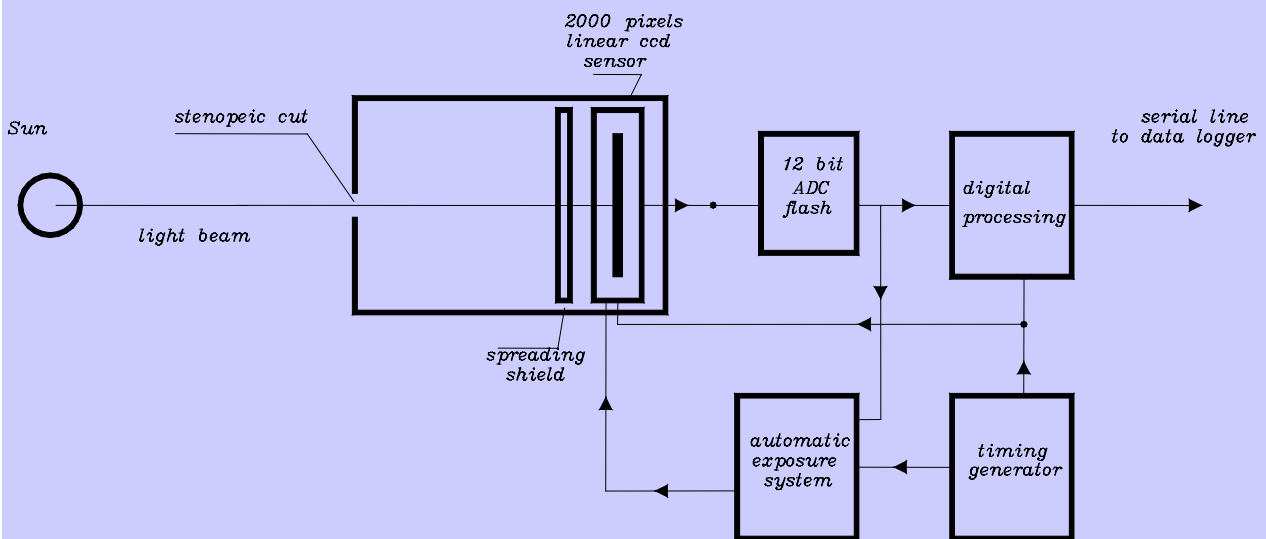 2000 pixels
linear ccd
sensor
stenopeic cut
Sun
serial line
to data logger
12 bit
ADC
flash
digital
processing
light beam
spreading
shield
automatic
exposure
system
timing
generator